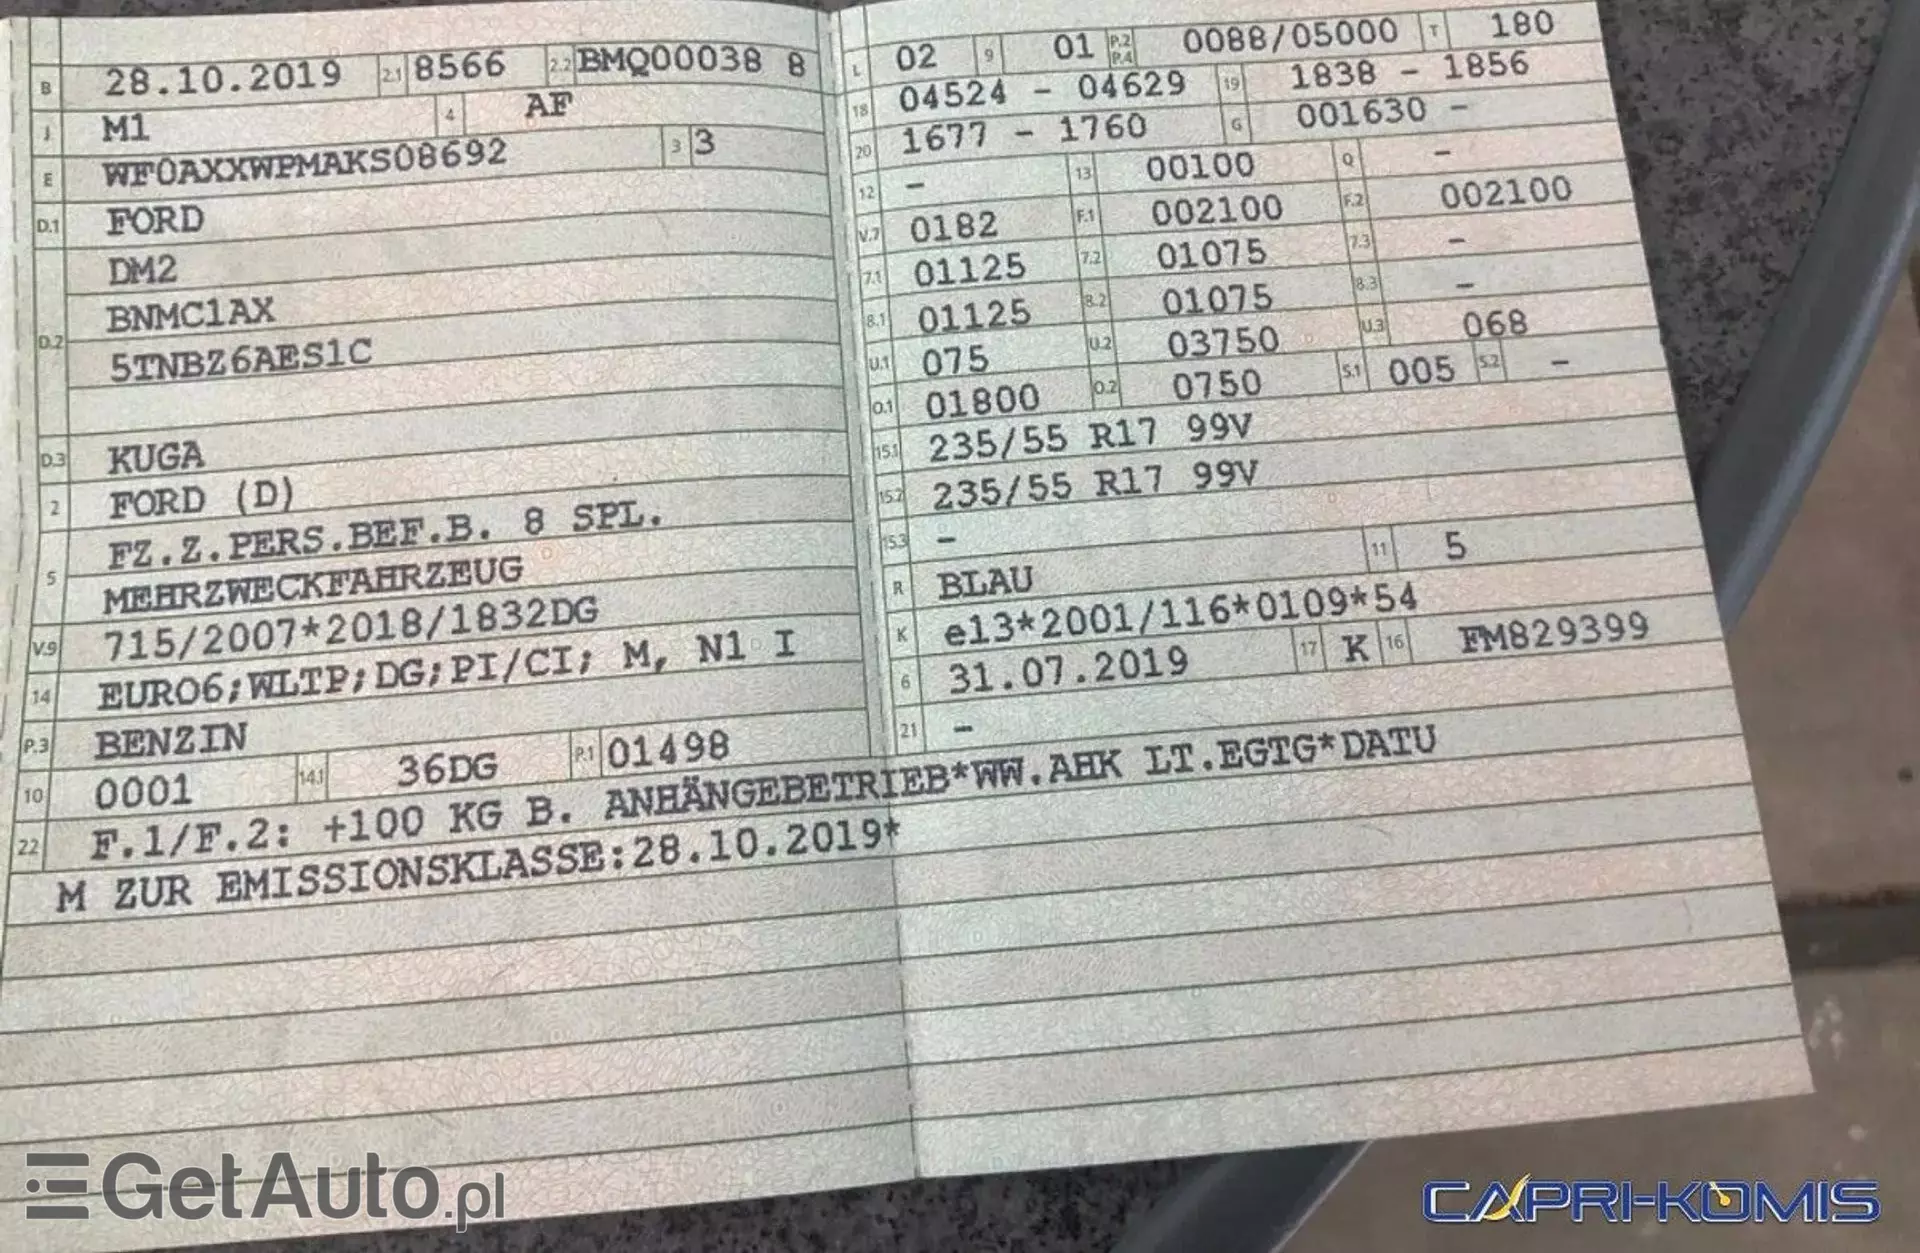 B 28.10.2019 2.1 8566 2.2 BMQ00038 8
J M1 4 AF
E WF0AXXWPMAKS08692 3 3
D.1 FORD
DM2
D.2 BNMC1AX
5TNBZ6AES1C
D.3 KUGA
2 FORD (D)
5 FZ.Z.PERS.BEF.B. 8 SPL.
MEHRZWECKFAHRZEUG
V.9 715/2007*2018/1832DG
14 EURO6;WLTP;DG;PI/CI; M, N1 I
P.3 BENZIN
10 0001 14.1 36DG P.1 01498
L 02 9 01 P.2 P.4 0088/05000 T 180
18 04524 - 04629 19 1838 - 1856
20 1677 - 1760 G 001630 -
12 - 13 00100 Q -
V.7 0182 F.1 002100 F.2 002100
7.1 01125 7.2 01075 7.3 -
8.1 01125 8.2 01075 8.3 -
U.1 075 U.2 03750 U.3 068
O.1 01800 O.2 0750 S.1 005 S.2 -
15.1 235/55 R17 99V
15.2 235/55 R17 99V
15.3 -
R BLAU 11 5
K e13*2001/116*0109*54
6 31.07.2019 17 K 16 FM829399
21 -
22 F.1/F.2: +100 KG B. ANHÄNGEBETRIEB*WW.AHK LT.EGTG*DATU
M ZUR EMISSIONSKLASSE:28.10.2019*
GetAuto.pl
CAPRI-KOMIS